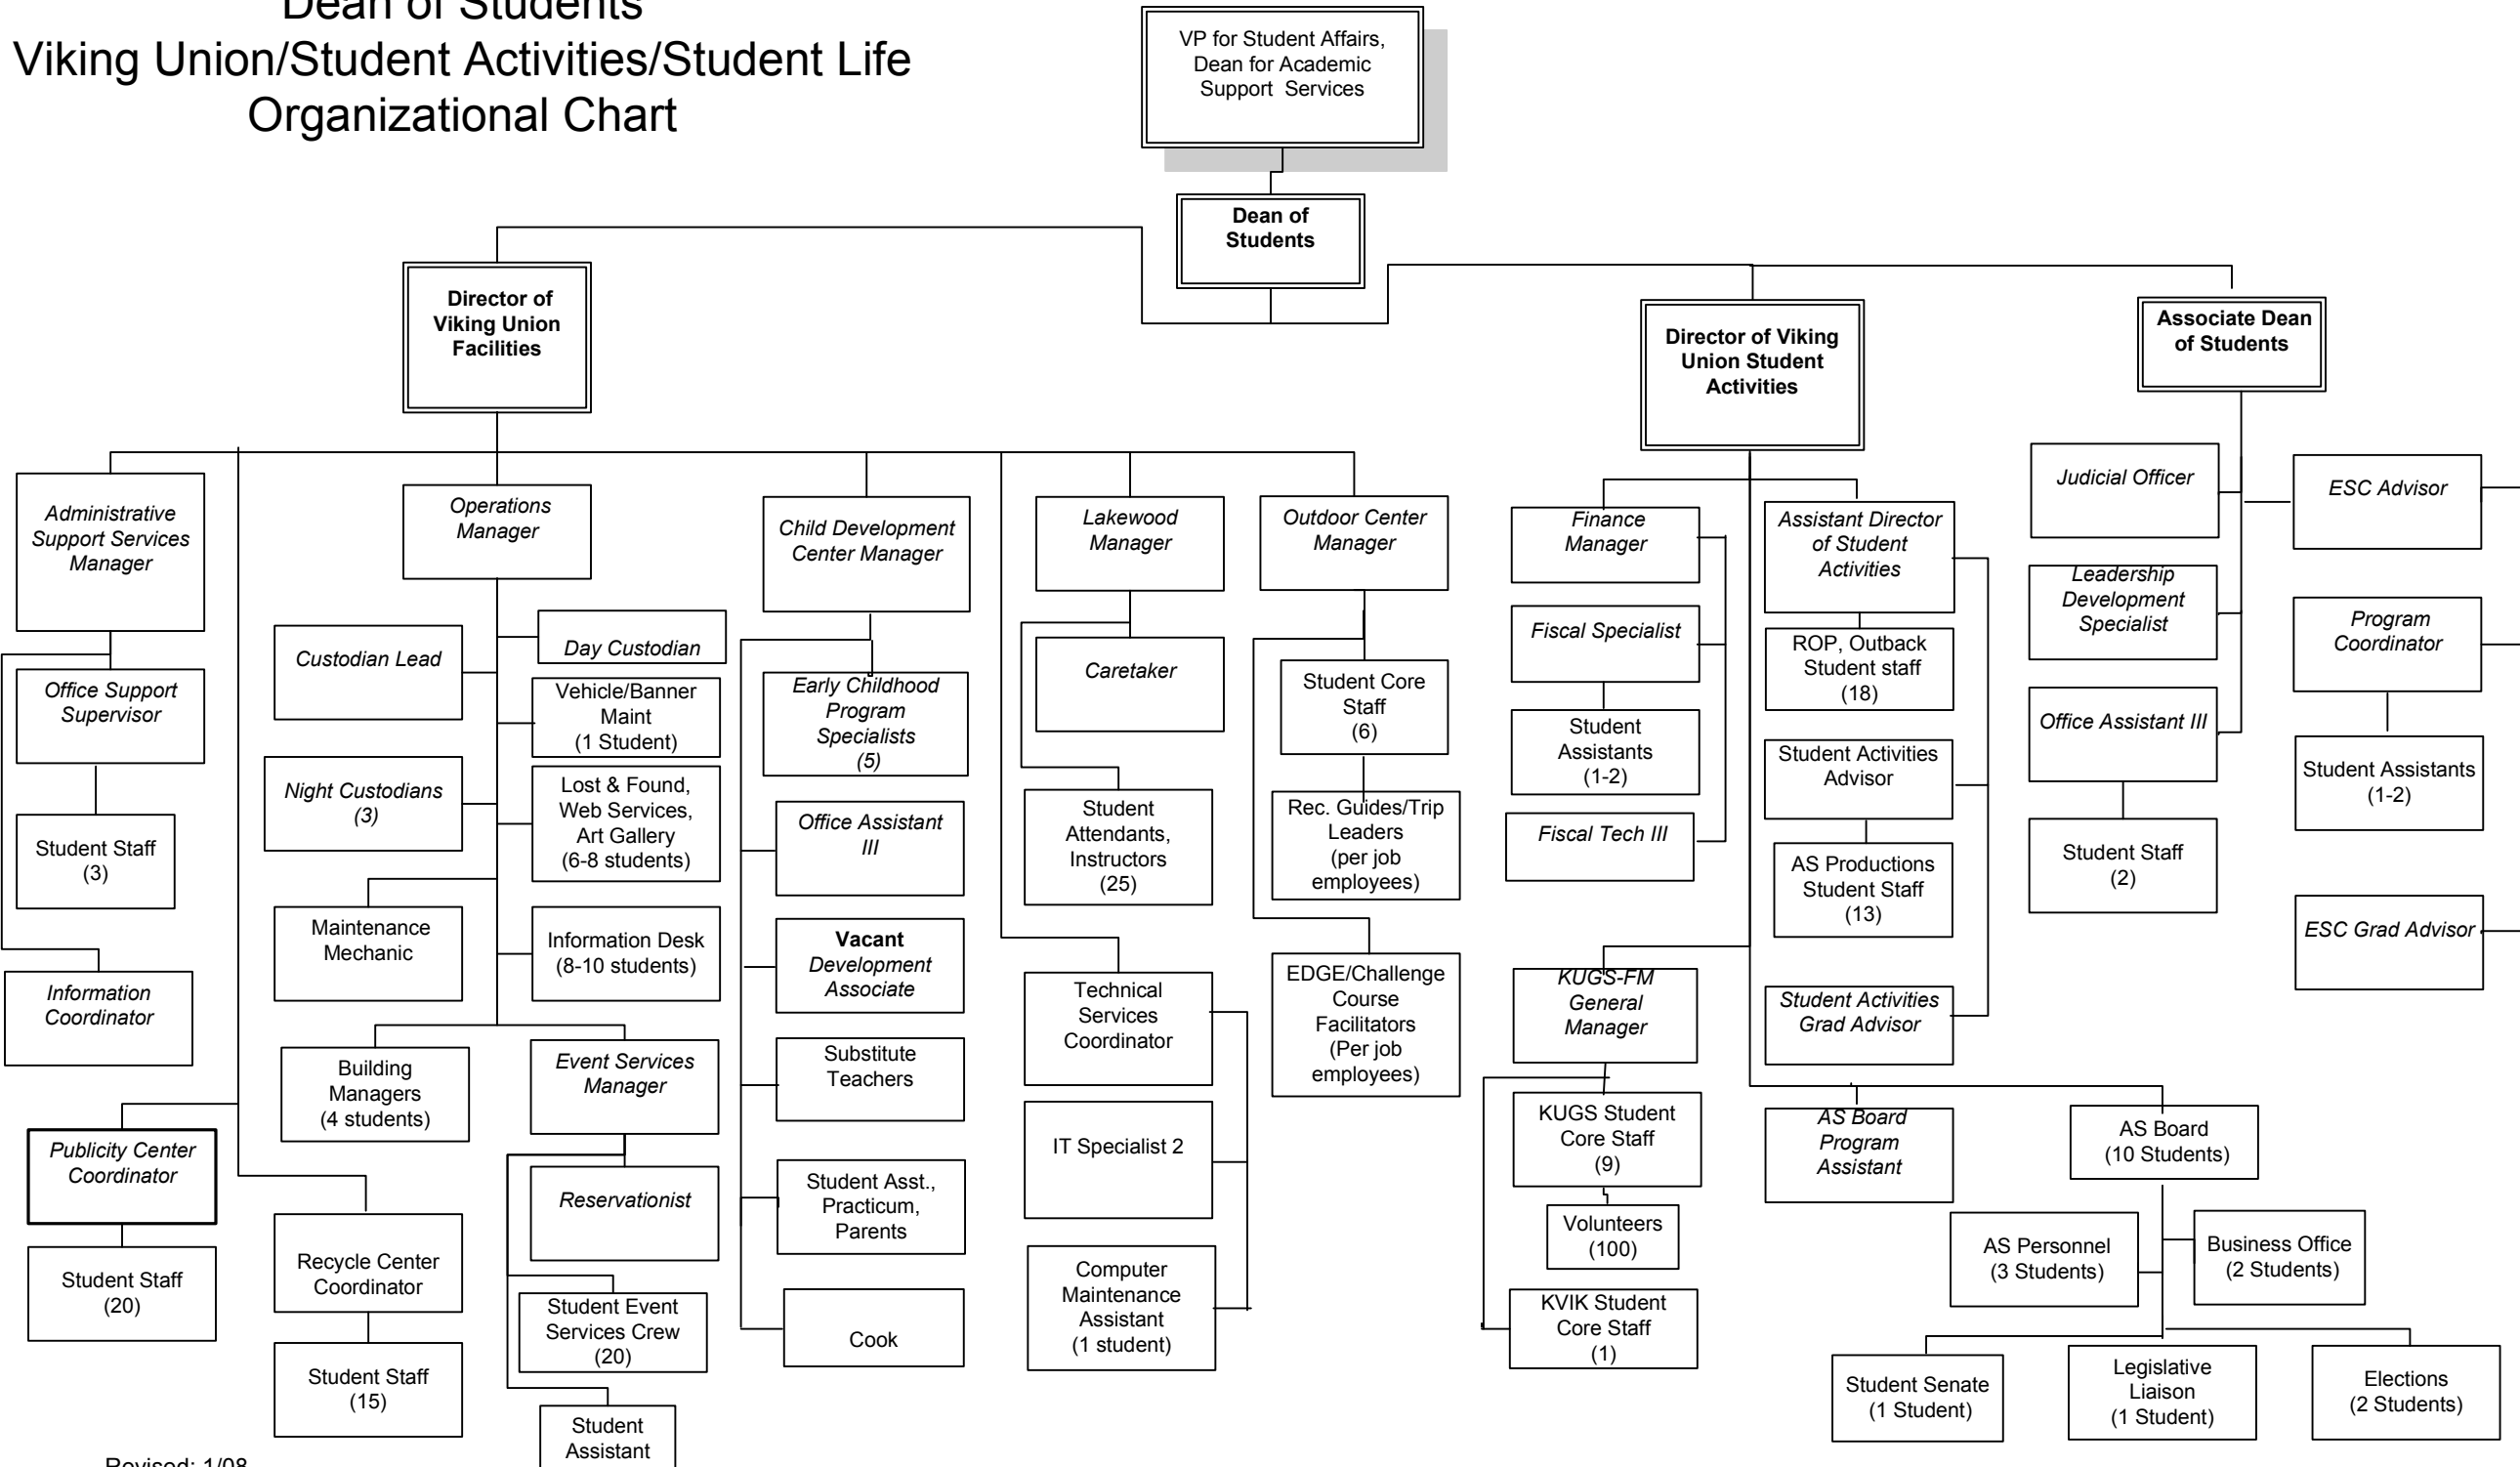 Dean of Students
Viking Union/Student Activities/Student Life
Organizational Chart
VP for Student Affairs,
Dean for Academic
Support Services
Dean of
Students
Director of
Viking Union
Facilities
Director of Viking
Union Student
Activities
Associate Dean
of Students
Administrative
Support Services
Manager
Office Support
Supervisor
Student Staff
(3)
Information
Coordinator
Publicity Center
Coordinator
Student Staff
(20)
Recycle Center
Coordinator
Student Staff
(15)
Operations
Manager
Custodian Lead
Day Custodian
Vehicle/Banner
Maint
(1 Student)
Night Custodians
(3)
Lost & Found,
Web Services,
Art Gallery
(6-8 students)
Maintenance
Mechanic
Information Desk
(8-10 students)
Building
Managers
(4 students)
Event Services
Manager
Reservationist
Student Event
Services Crew
(20)
Student
Assistant
Child Development
Center Manager
Early Childhood
Program
Specialists
(5)
Office Assistant
III
Vacant
Development
Associate
Substitute
Teachers
Student Asst.,
Practicum,
Parents
Cook
Lakewood
Manager
Caretaker
Student
Attendants,
Instructors
(25)
Technical
Services
Coordinator
IT Specialist 2
Computer
Maintenance
Assistant
(1 student)
Outdoor Center
Manager
Student Core
Staff
(6)
Rec. Guides/Trip
Leaders
(per job
employees)
EDGE/Challenge
Course
Facilitators
(Per job
employees)
Finance
Manager
Fiscal Specialist
Student
Assistants
(1-2)
Fiscal Tech III
Assistant Director
of Student
Activities
ROP, Outback
Student staff
(18)
Student Activities
Advisor
AS Productions
Student Staff
(13)
Student Activities
Grad Advisor
KUGS-FM
General
Manager
KUGS Student
Core Staff
(9)
Volunteers
(100)
KVIK Student
Core Staff
(1)
AS Board
Program
Assistant
AS Board
(10 Students)
AS Personnel
(3 Students)
Business Office
(2 Students)
Student Senate
(1 Student)
Legislative
Liaison
(1 Student)
Elections
(2 Students)
Judicial Officer
Leadership
Development
Specialist
Office Assistant III
Student Staff
(2)
ESC Advisor
Program
Coordinator
Student Assistants
(1-2)
ESC Grad Advisor
Revised: 1/08